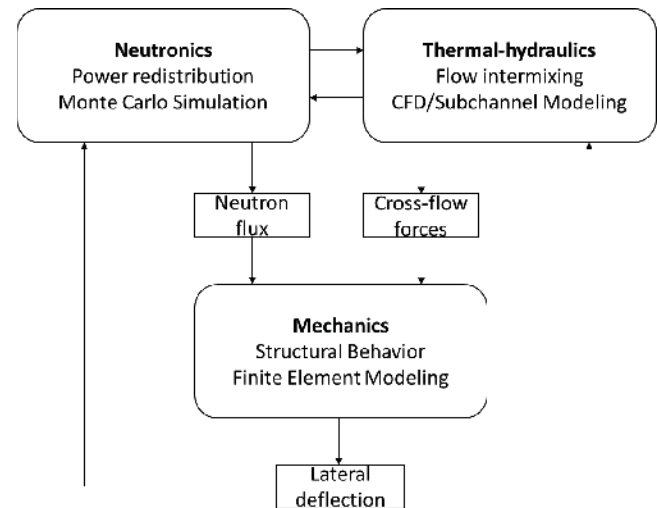 Neutronics
Power redistribution
Monte Carlo Simulation
Thermal-hydraulics
Flow intermixing
CFD/Subchannel Modeling
Neutron
flux
Cross-flow
forces
Mechanics
Structural Behavior
Finite Element Modeling
Lateral
deflection